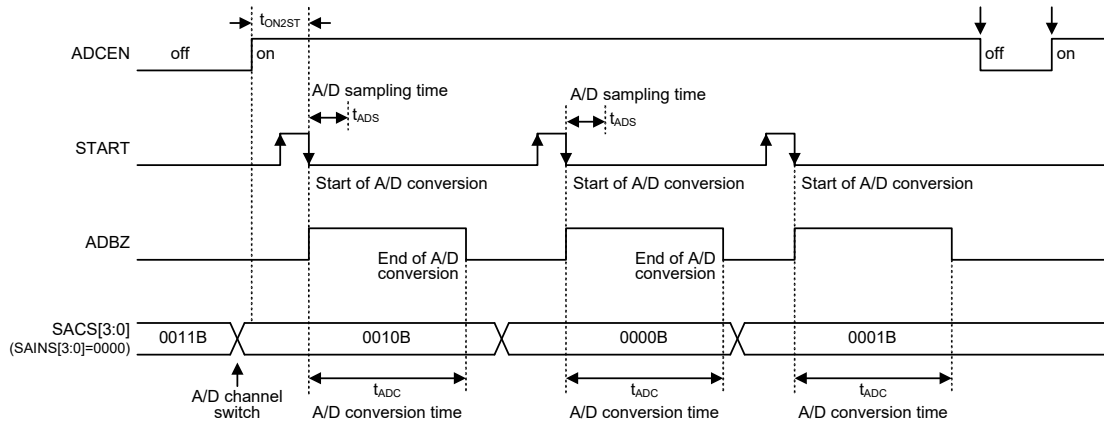 tON2ST
ADCEN
off
on
off
on
A/D sampling time
tADS
A/D sampling time
tADS
START
Start of A/D conversion
Start of A/D conversion
Start of A/D conversion
ADBZ
End of A/D
conversion
End of A/D
conversion
SACS[3:0]
(SAINS[3:0]=0000)
0011B
0010B
0000B
0001B
A/D channel
switch
tADC
A/D conversion time
tADC
A/D conversion time
tADC
A/D conversion time